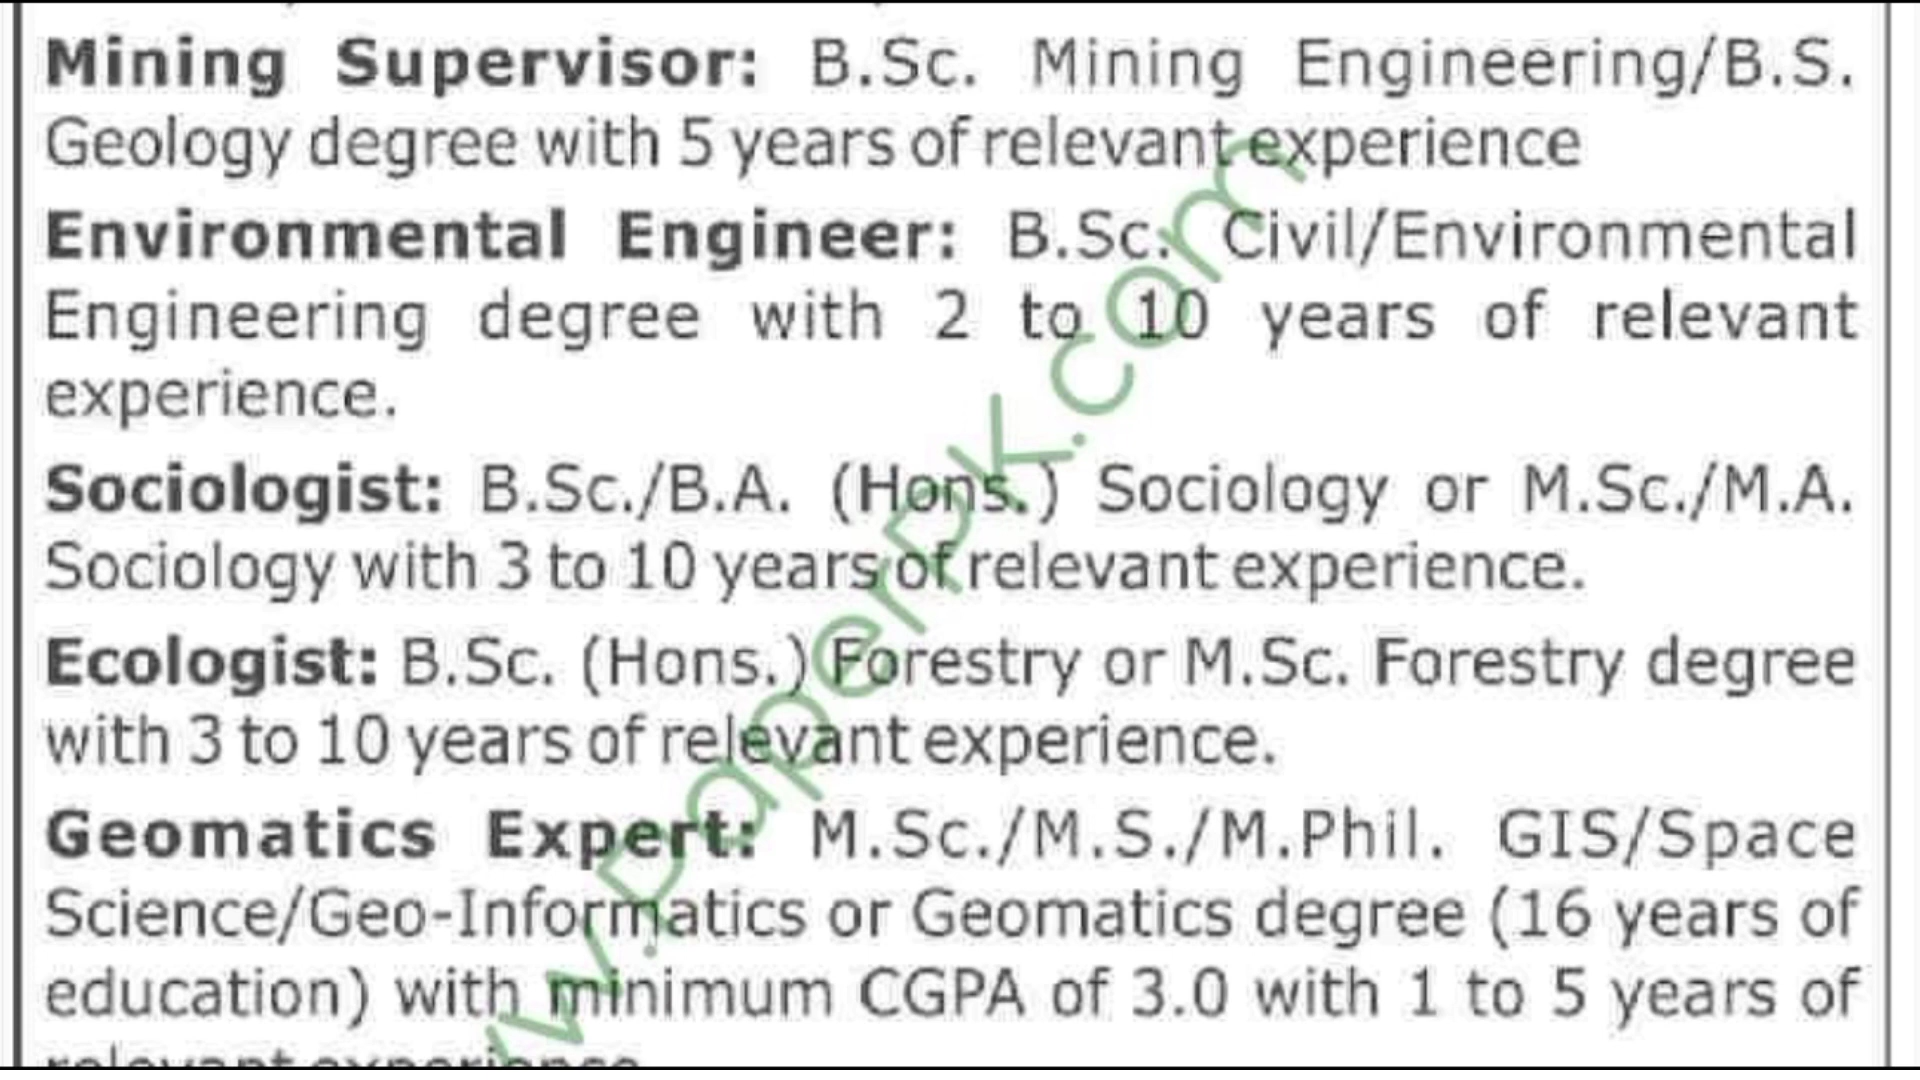 Mining Supervisor: B.Sc. Mining Engineering/B.S.
Geology degree with 5 years of relevant experience
Environmental Engineer: B.Sc. Civil/Environmental
Engineering degree with 2 to 10 years of relevant
experience.
Sociologist: B.Sc./B.A. (Hons.) Sociology or M.Sc./M.A.
Sociology with 3 to 10 years of relevant experience.
Ecologist: B.Sc. (Hons.) Forestry or M.Sc. Forestry degree
with 3 to 10 years of relevant experience.
Geomatics Expert: M.Sc./M.S./M.Phil. GIS/Space
Science/Geo-Informatics or Geomatics degree (16 years of
education) with minimum CGPA of 3.0 with 1 to 5 years of
relevant experience
w.PaperPK.com